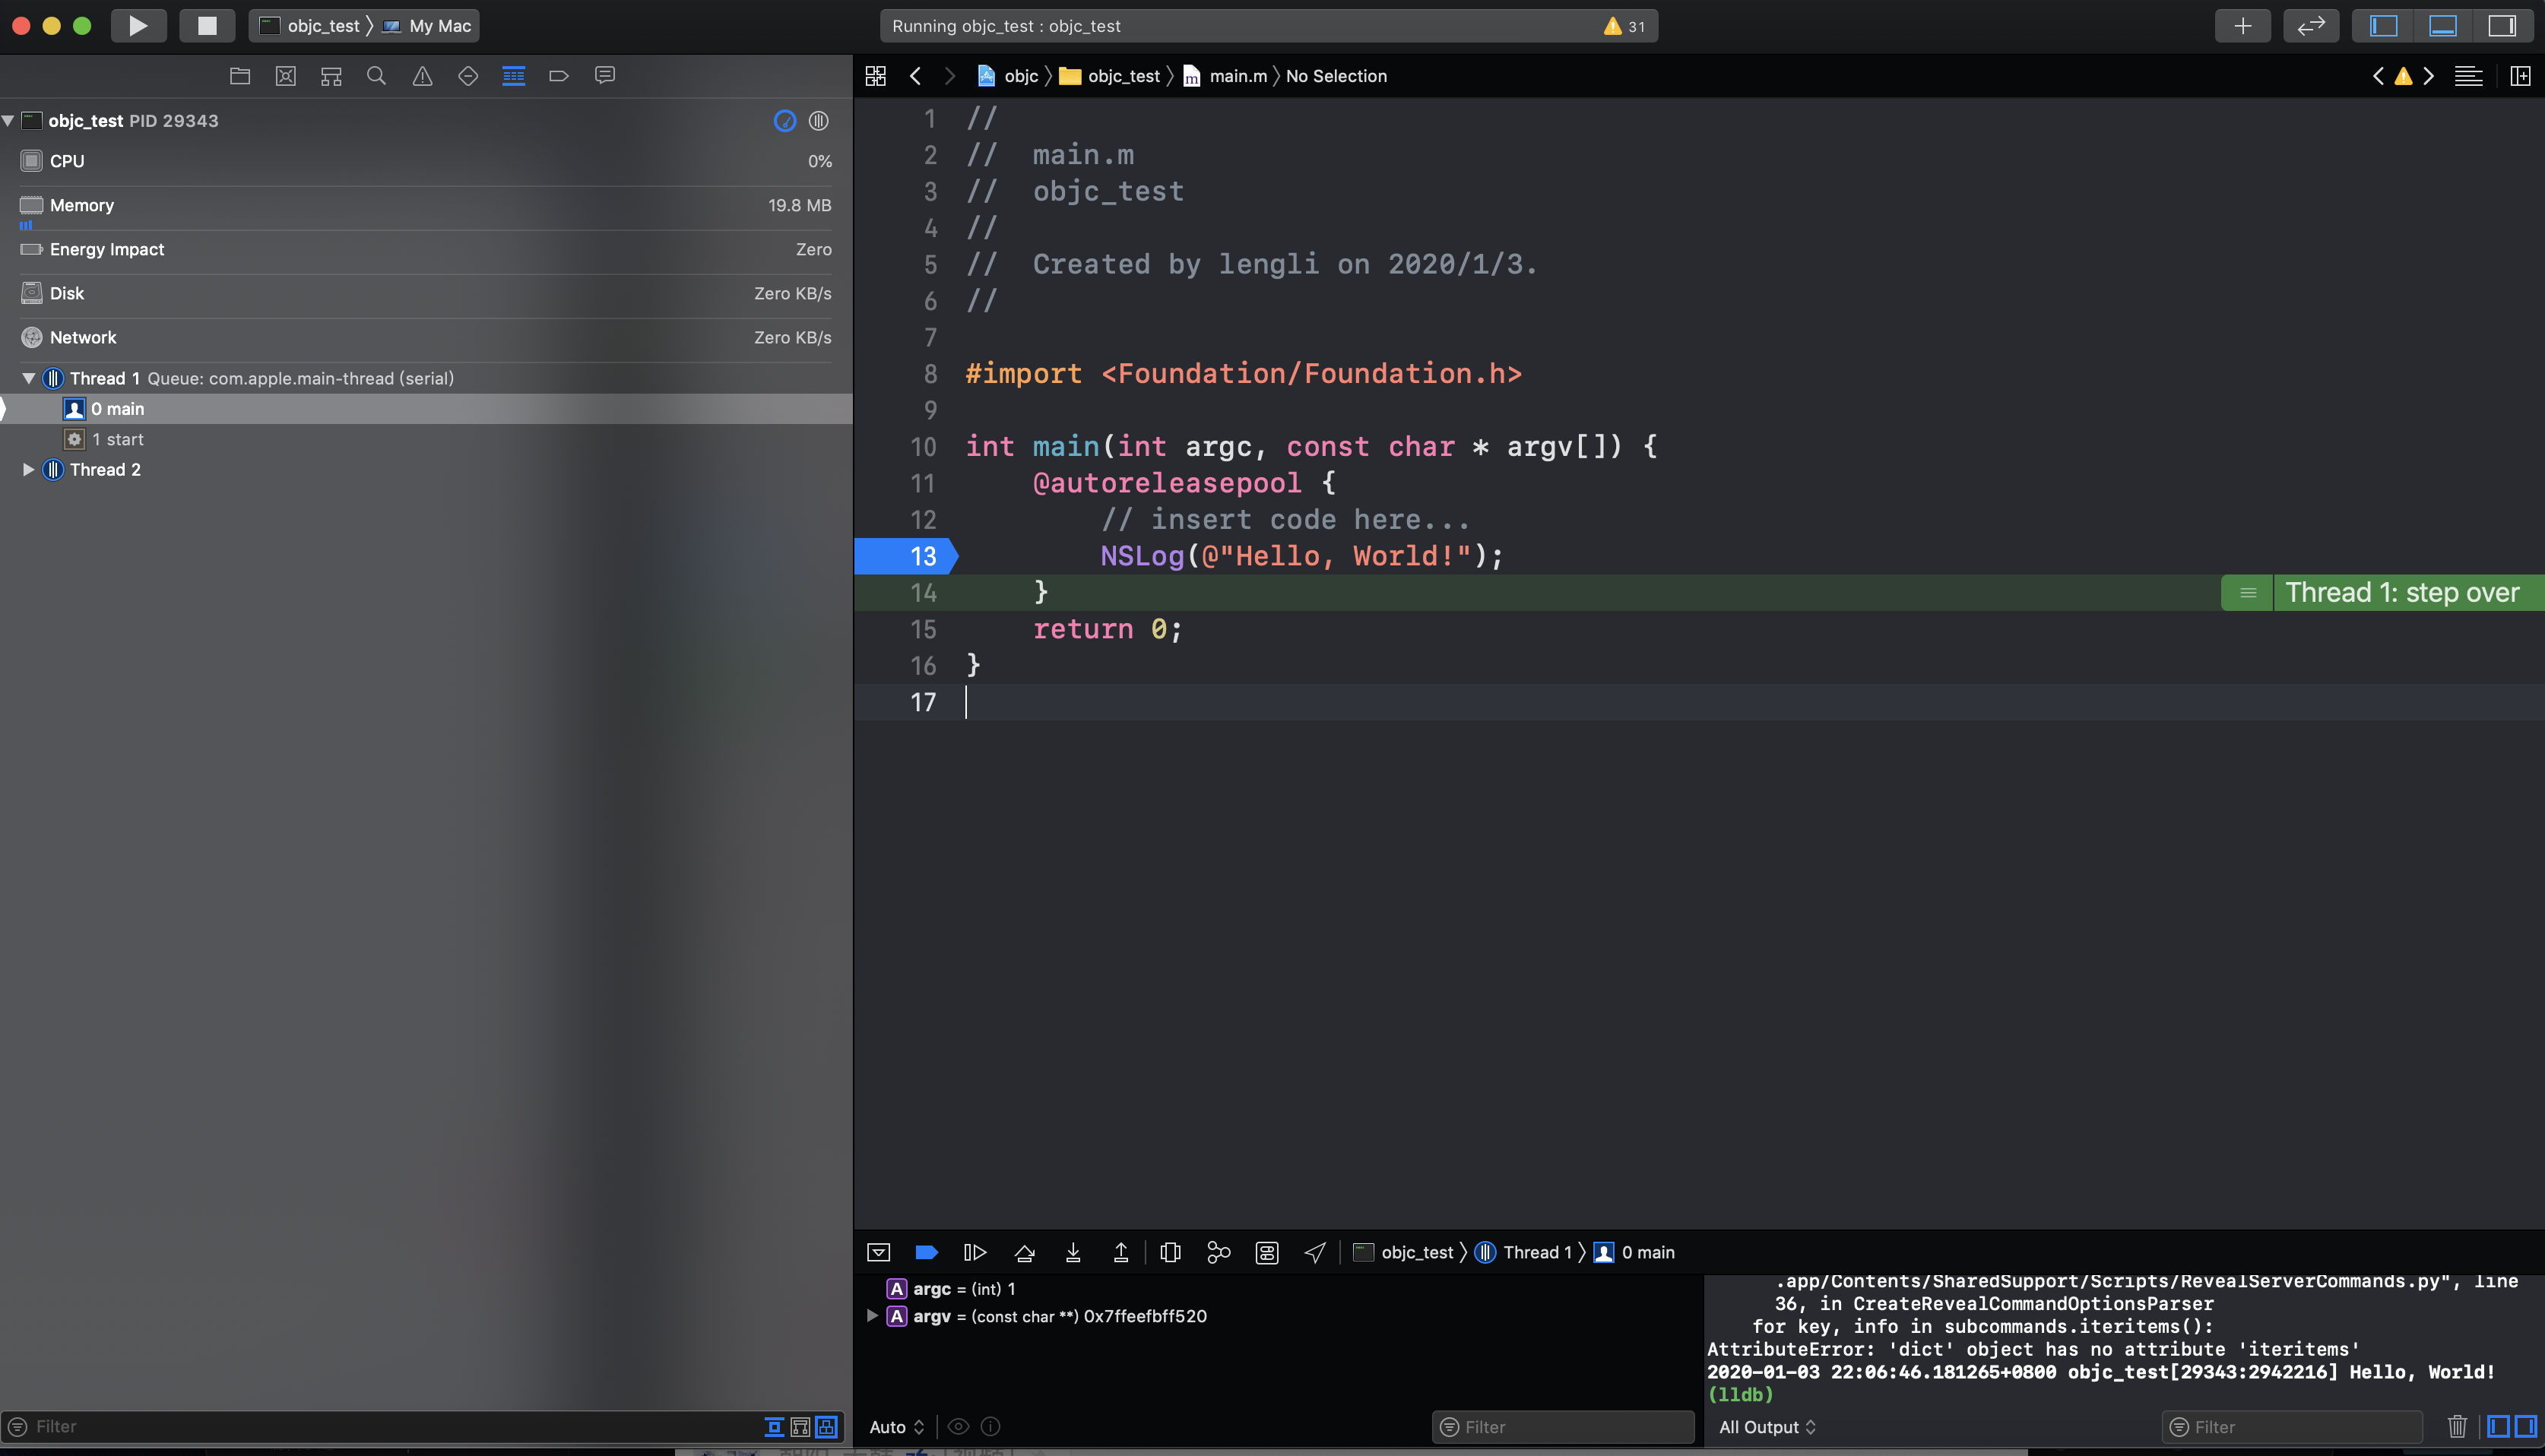 objc_test 〉 My Mac
Running objc_test : objc_test
31
objc_test PID 29343
CPU 0%
Memory 19.8 MB
Energy Impact Zero
Disk Zero KB/s
Network Zero KB/s
Thread 1 Queue: com.apple.main-thread (serial)
0 main
1 start
Thread 2
Filter
objc 〉 objc_test 〉 m main.m 〉 No Selection
1 //
2 //  main.m
3 //  objc_test
4 //
5 //  Created by lengli on 2020/1/3.
6 //
7
8 #import <Foundation/Foundation.h>
9
10 int main(int argc, const char * argv[]) {
11     @autoreleasepool {
12         // insert code here...
13         NSLog(@"Hello, World!");
14     }
Thread 1: step over
15     return 0;
16 }
17
objc_test 〉 Thread 1 〉 0 main
A argc = (int) 1
A argv = (const char **) 0x7ffeefbff520
Auto
Filter
.app/Contents/SharedSupport/Scripts/RevealServerCommands.py", line
36, in CreateRevealCommandOptionsParser
for key, info in subcommands.iteritems():
AttributeError: 'dict' object has no attribute 'iteritems'
2020-01-03 22:06:46.181265+0800 objc_test[29343:2942216] Hello, World!
(lldb)
All Output
Filter